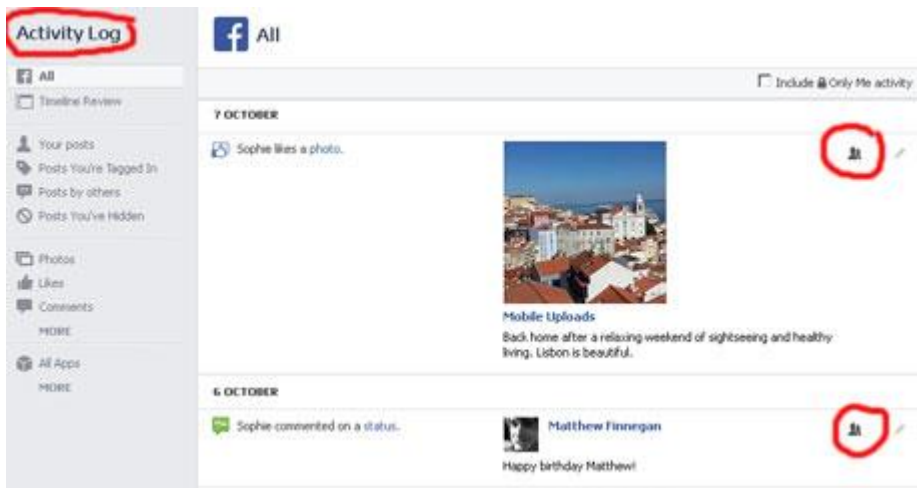 Activity Log
All
Timeline Review
Your posts
Posts You're Tagged In
Posts by others
Posts You've Hidden
Photos
Likes
Comments
MORE
All Apps
MORE
All
Include Only Me activity
7 OCTOBER
Sophie likes a photo.
Mobile Uploads
Back home after a relaxing weekend of sightseeing and healthy
living. Lisbon is beautiful.
6 OCTOBER
Sophie commented on a status.
Matthew Finnegan
Happy birthday Matthew!